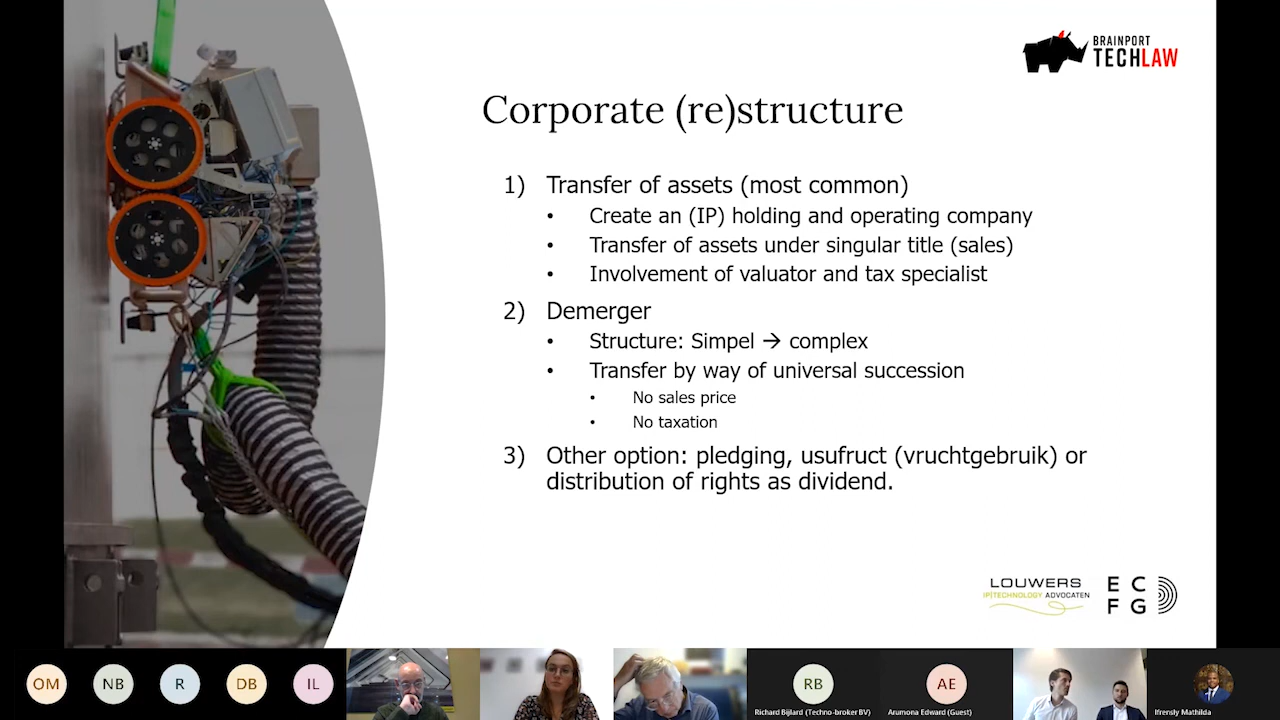 BRAINPORT
TECHLAW
Corporate (re)structure
1) Transfer of assets (most common)
• Create an (IP) holding and operating company
• Transfer of assets under singular title (sales)
• Involvement of valuator and tax specialist
2) Demerger
• Structure: Simpel → complex
• Transfer by way of universal succession
• No sales price
• No taxation
3) Other option: pledging, usufruct (vruchtgebruik) or
distribution of rights as dividend.
LOUWERS
IP|TECHNOLOGY ADVOCATEN
E C
F G
OM NB R DB IL RB AE
Richard Bijlard (Techno-broker BV) Arumona Edward (Guest) Ifrensly Mathilda